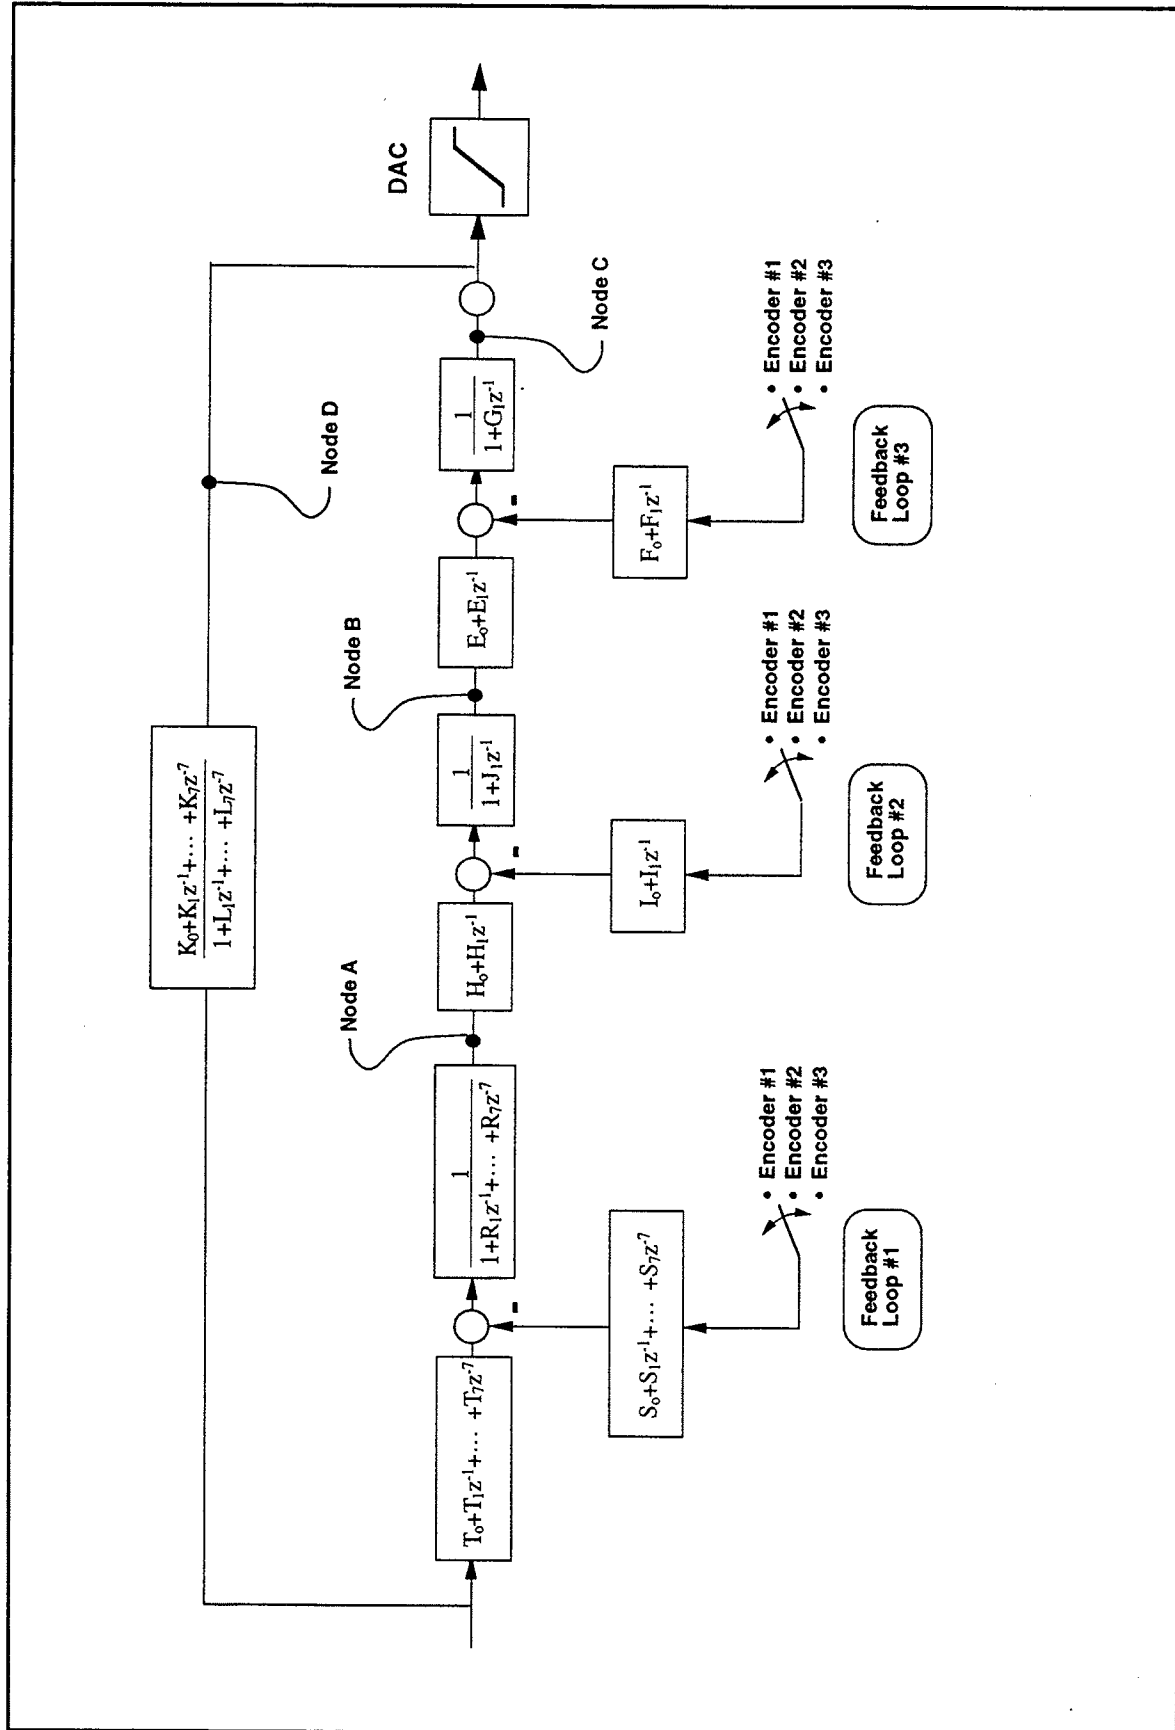 K₀+K₁z⁻¹+… +K₇z⁻⁷
1+L₁z⁻¹+… +L₇z⁻⁷
Node D
DAC
T₀+T₁z⁻¹+… +T₇z⁻⁷
1
1+R₁z⁻¹+… +R₇z⁻⁷
Node A
H₀+H₁z⁻¹
1
1+J₁z⁻¹
Node B
E₀+E₁z⁻¹
1
1+G₁z⁻¹
Node C
-
-
-
S₀+S₁z⁻¹+… +S₇z⁻⁷
I₀+I₁z⁻¹
F₀+F₁z⁻¹
• Encoder #1
• Encoder #2
• Encoder #3
• Encoder #1
• Encoder #2
• Encoder #3
• Encoder #1
• Encoder #2
• Encoder #3
Feedback
Loop #1
Feedback
Loop #2
Feedback
Loop #3